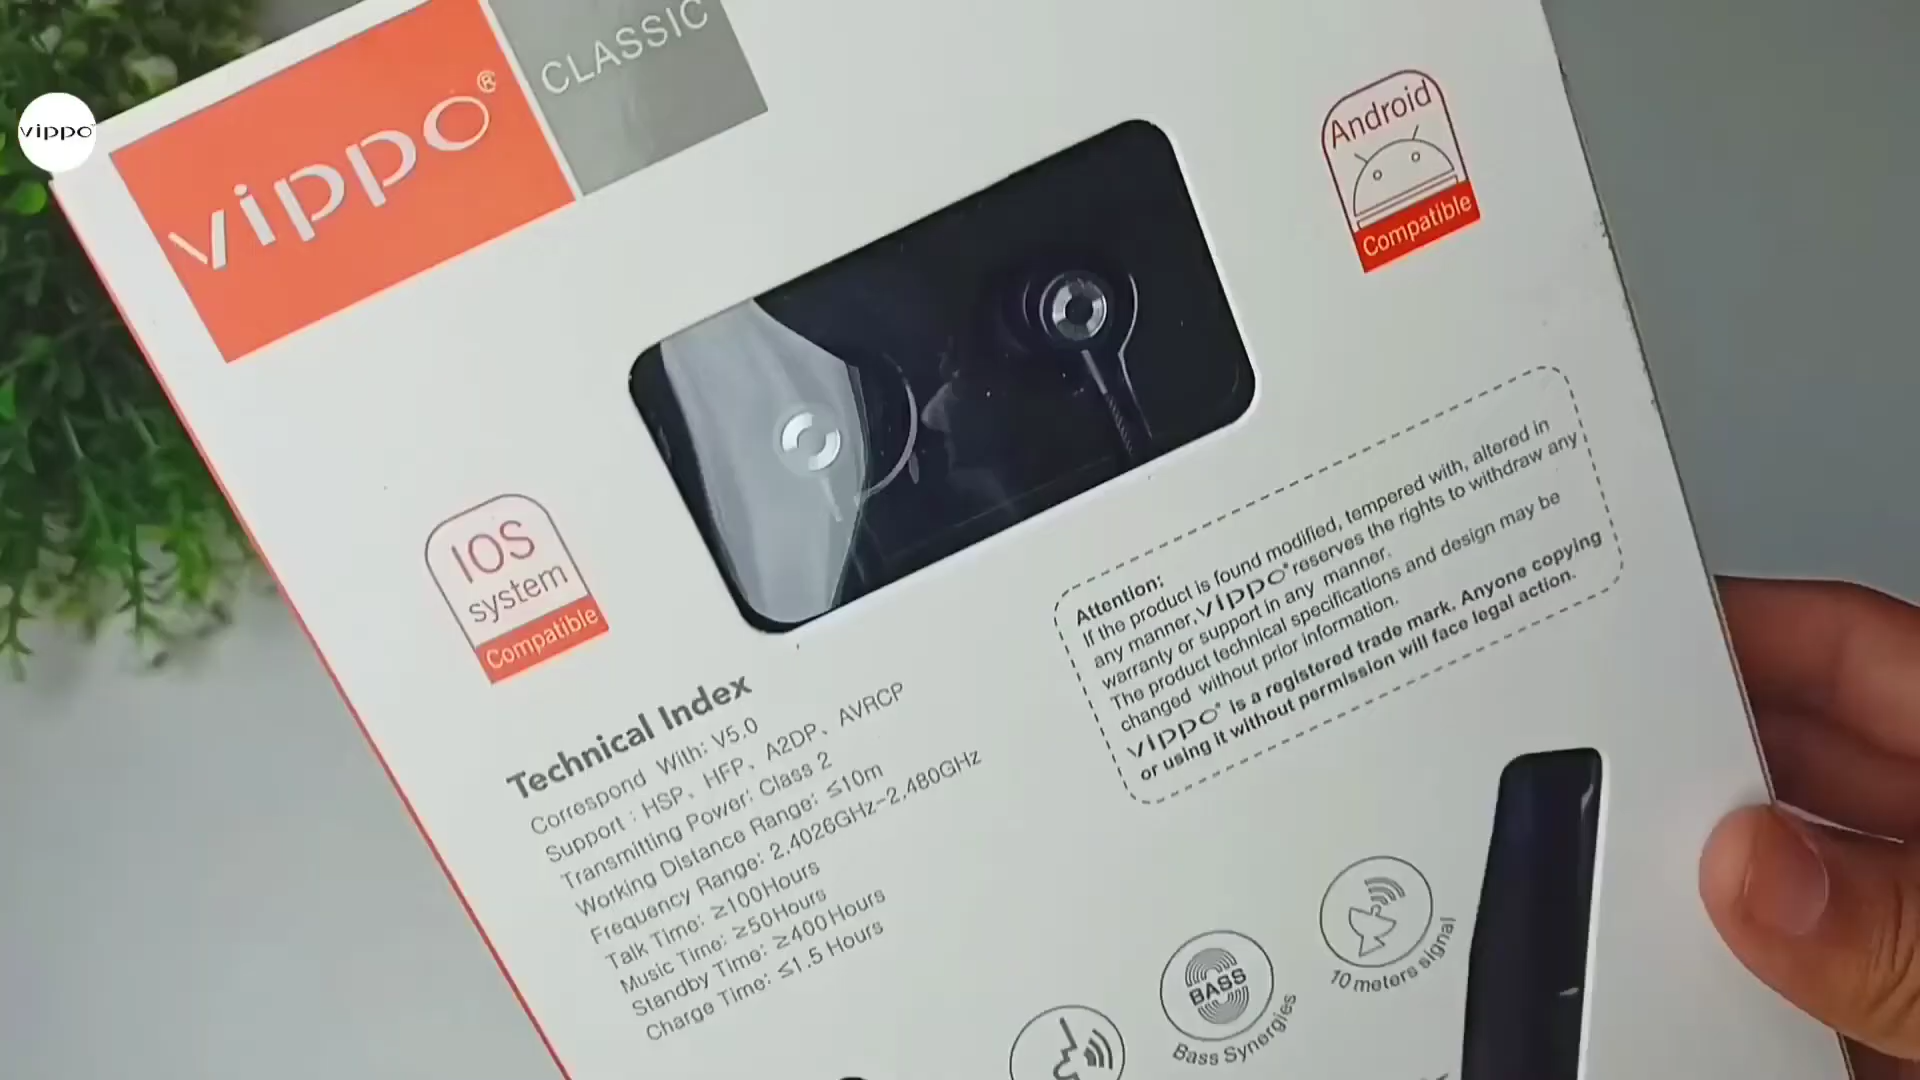 vippo
vippo®
CLASSIC
Android
Compatible
IOS
system
Compatible
Attention:
If the product is found modified, tempered with, altered in
any manner, vippo® reserves the rights to withdraw any
warranty or support in any manner.
The product technical specifications and design may be
changed without prior information.
vippo® is a registered trade mark. Anyone copying
or using it without permission will face legal action.
Technical Index
Correspond With: V5.0
Support : HSP、HFP、A2DP、AVRCP
Transmitting Power: Class 2
Working Distance Range: ≤10m
Frequency Range: 2.4026GHz-2.480GHz
Talk Time: ≥100Hours
Music Time: ≥50Hours
Standby Time: ≥400Hours
Charge Time: ≤1.5 Hours
10 meters signal
BASS
Bass Synergies